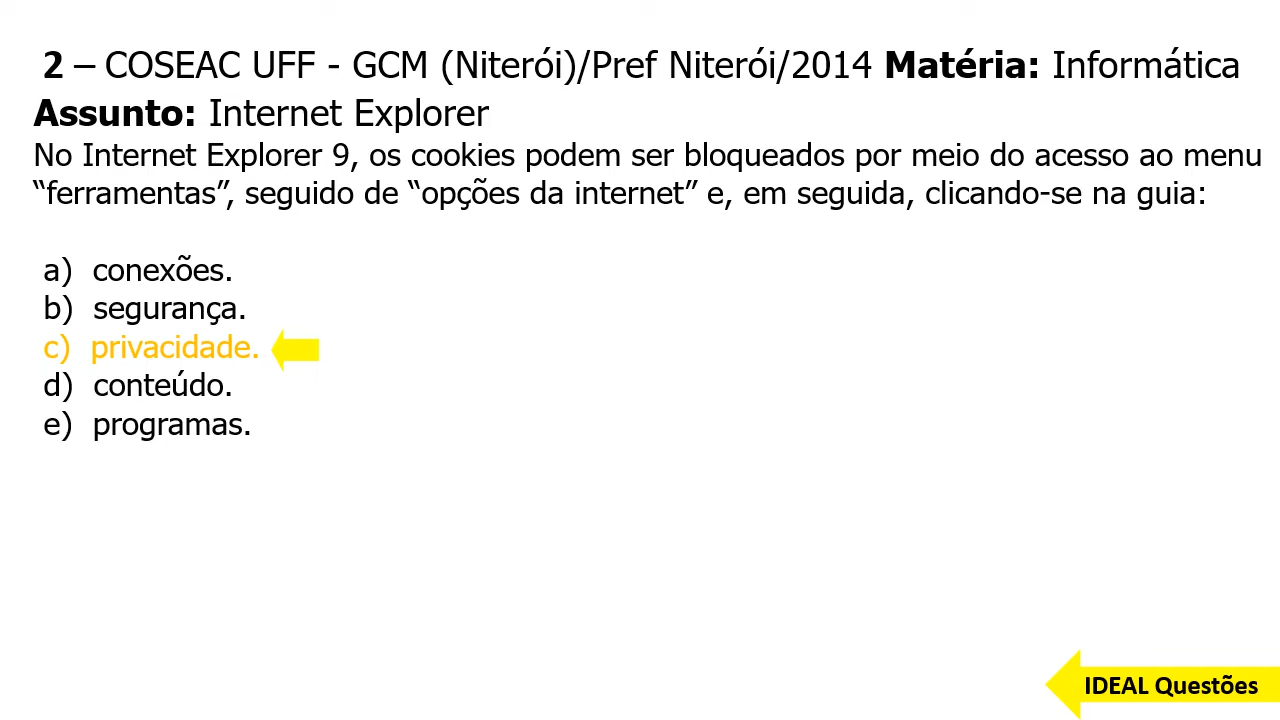 2 – COSEAC UFF - GCM (Niterói)/Pref Niterói/2014 Matéria: Informática
Assunto: Internet Explorer
No Internet Explorer 9, os cookies podem ser bloqueados por meio do acesso ao menu
“ferramentas”, seguido de “opções da internet” e, em seguida, clicando-se na guia:
a) conexões.
b) segurança.
c) privacidade.
d) conteúdo.
e) programas.
IDEAL Questões